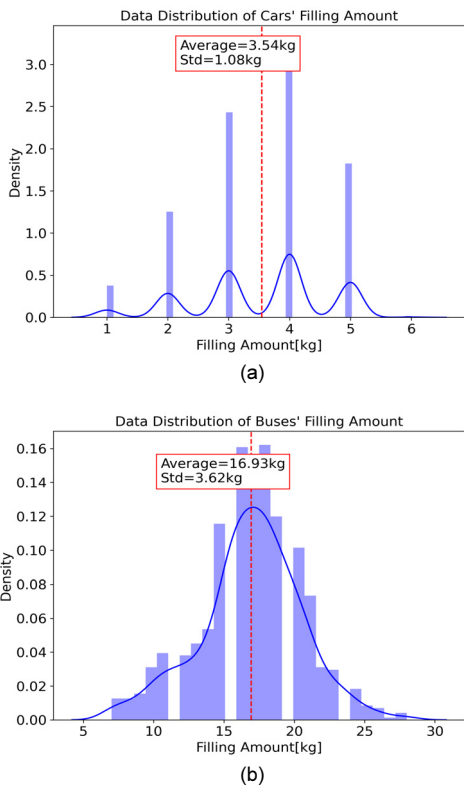 Data Distribution of Cars' Filling Amount
Average=3.54kg
Std=1.08kg
3.0
2.5
2.0
1.5
1.0
0.5
0.0
Density
1 2 3 4 5 6
Filling Amount[kg]
(a)
Data Distribution of Buses' Filling Amount
0.16
Average=16.93kg
Std=3.62kg
0.14
0.12
0.10
0.08
0.06
0.04
0.02
0.00
Density
5 10 15 20 25 30
Filling Amount[kg]
(b)